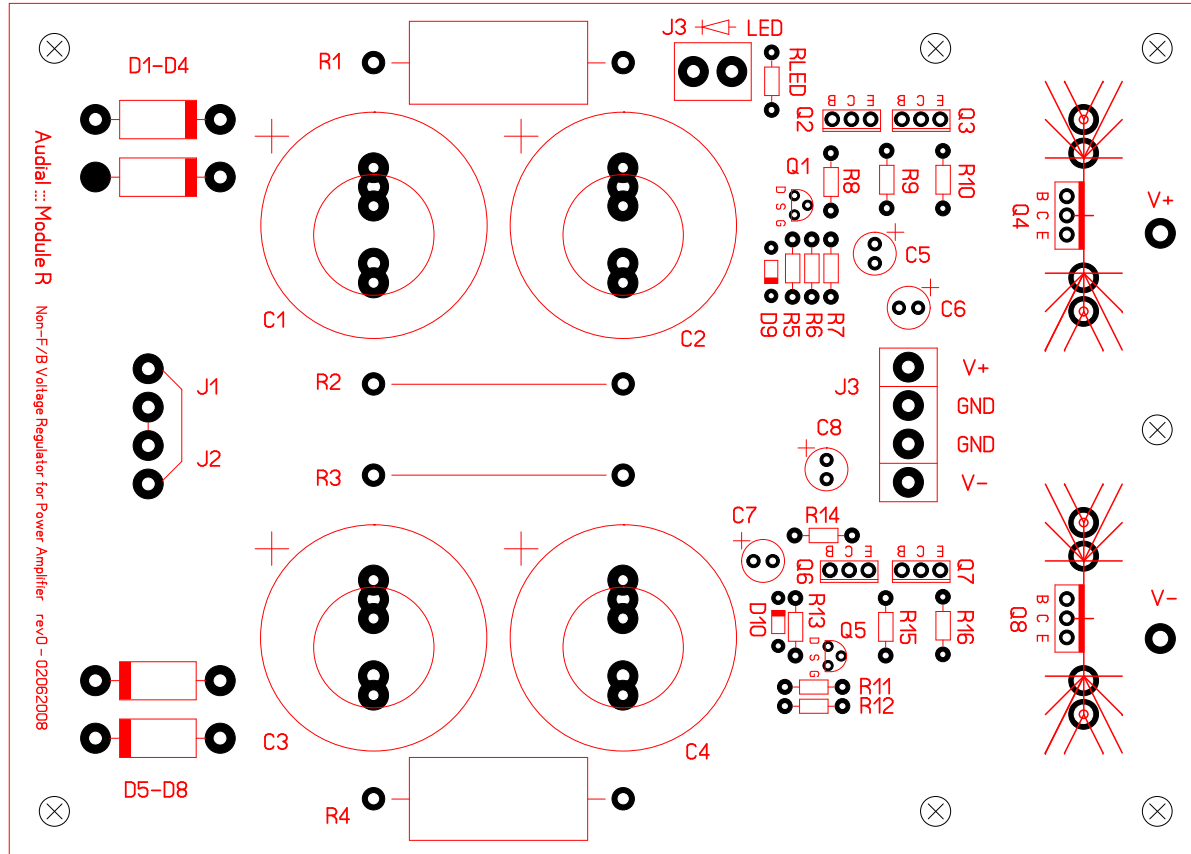 D1-D4
R1
J3
LED
RLED
B C E
Q2
B C E
Q3
Audial ::: Module R
Non-F/B Voltage Regulator for Power Amplifier rev0 - 02062008
C1
C2
Q1
D S G
R8
R9
R10
C5
C6
D9
R5
R6
R7
Q4
B
C
E
V+
J1
J2
R2
R3
J3
V+
GND
GND
V-
C8
C7
R14
B C E
Q6
B C E
Q7
D10
R13
Q5
D S G
R15
R16
R11
R12
Q8
B
C
E
V-
C3
C4
D5-D8
R4